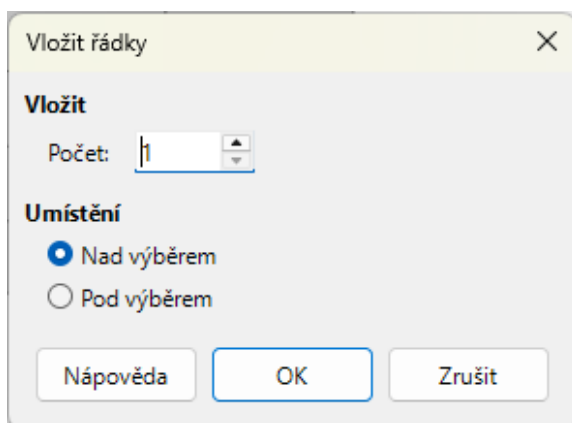 Vložit řádky
Vložit
Počet: 1
Umístění
Nad výběrem
Pod výběrem
Nápověda OK Zrušit